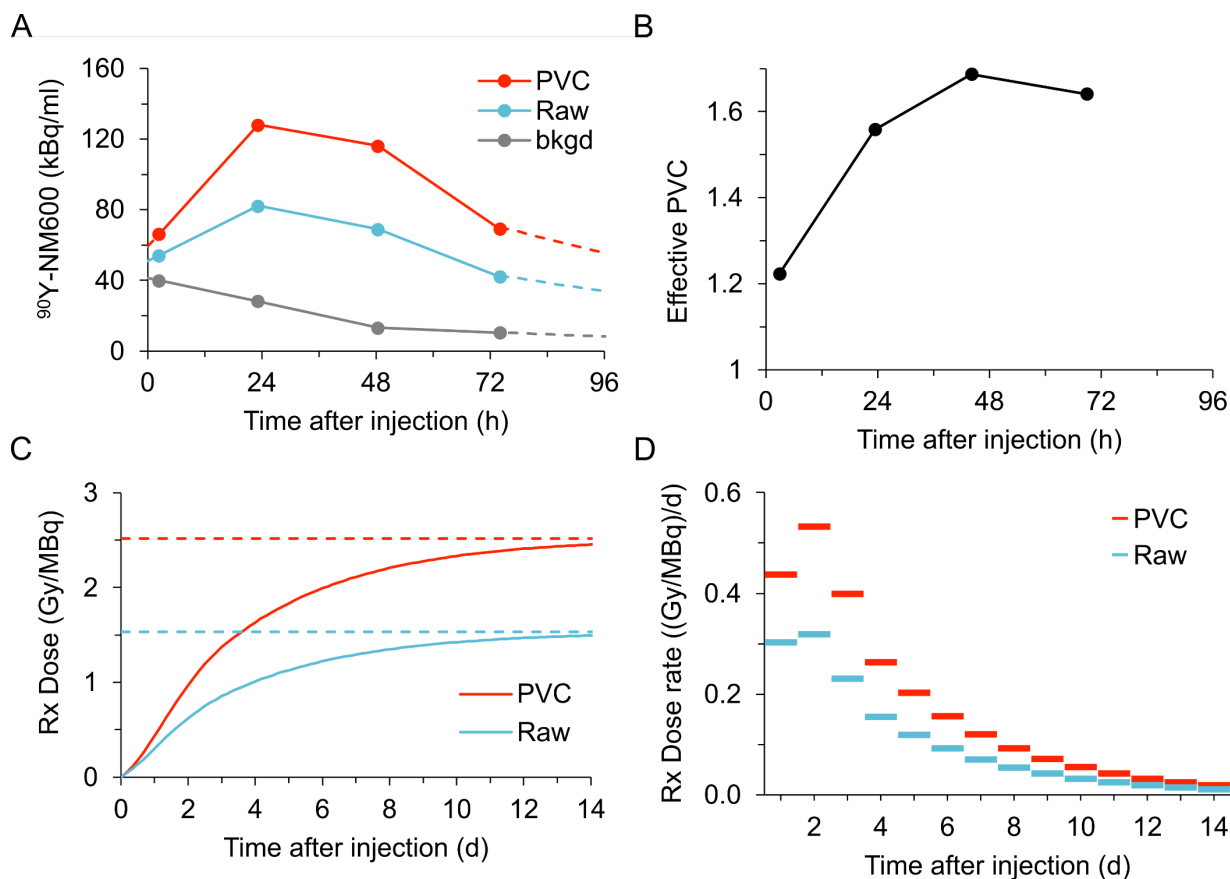 A
160
120
80
40
0
0 24 48 72 96
⁹⁰Y-NM600 (kBq/ml)
Time after injection (h)
PVC
Raw
bkgd
B
1.6
1.4
1.2
1
0 24 48 72 96
Effective PVC
Time after injection (h)
C
3
2
1
0
0 2 4 6 8 10 12 14
Rx Dose (Gy/MBq)
Time after injection (d)
PVC
Raw
D
0.6
0.4
0.2
0.0
2 4 6 8 10 12 14
Rx Dose rate ((Gy/MBq)/d)
Time after injection (d)
PVC
Raw